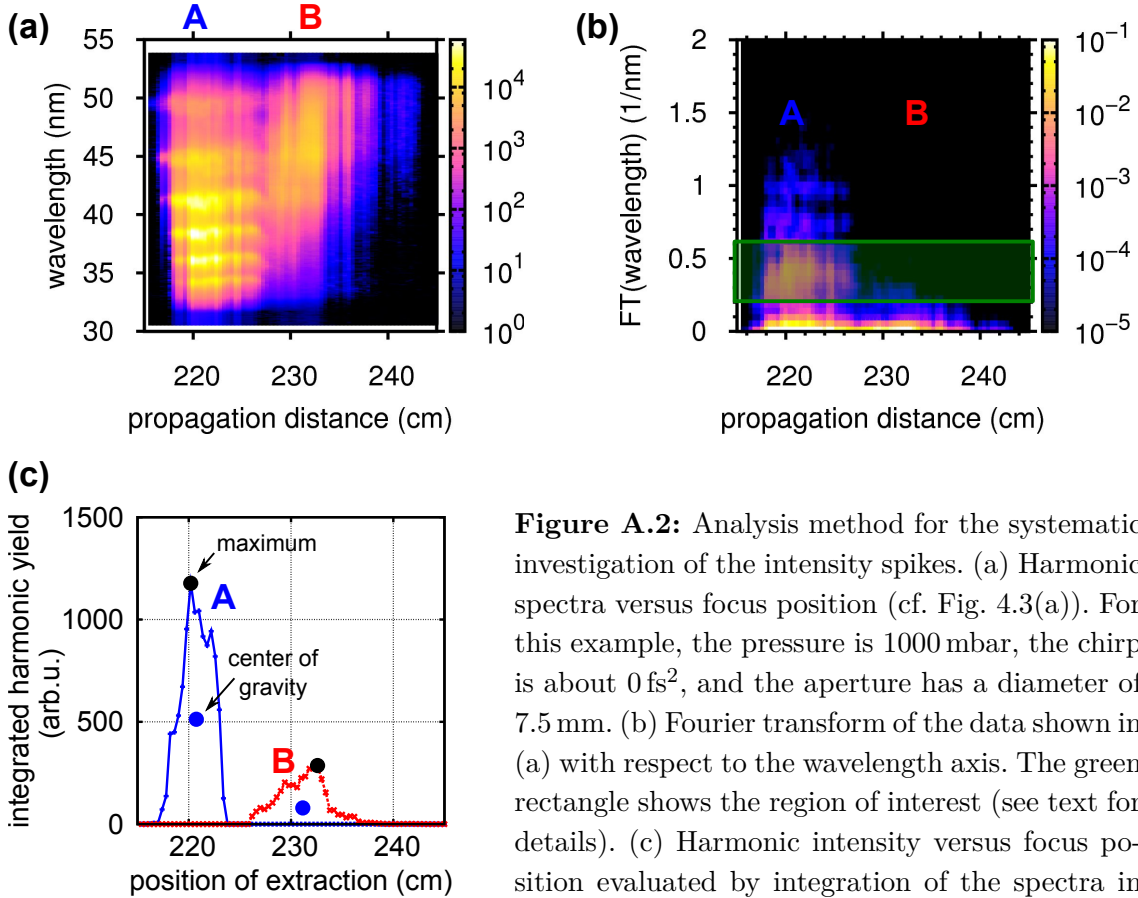 (a)
A B
wavelength (nm)
55
50
45
40
35
30
220 230 240
propagation distance (cm)
10^4
10^3
10^2
10^1
10^0
(b)
FT(wavelength) (1/nm)
2
1.5
1
0.5
0
A B
220 230 240
propagation distance (cm)
10^-1
10^-2
10^-3
10^-4
10^-5
(c)
integrated harmonic yield
(arb.u.)
1500
1000
500
0
maximum
A
center of
gravity
B
220 230 240
position of extraction (cm)
Figure A.2: Analysis method for the systematic
investigation of the intensity spikes. (a) Harmonic
spectra versus focus position (cf. Fig. 4.3(a)). For
this example, the pressure is 1000 mbar, the chirp
is about 0 fs², and the aperture has a diameter of
7.5 mm. (b) Fourier transform of the data shown in
(a) with respect to the wavelength axis. The green
rectangle shows the region of interest (see text for
details). (c) Harmonic intensity versus focus po-
sition evaluated by integration of the spectra in